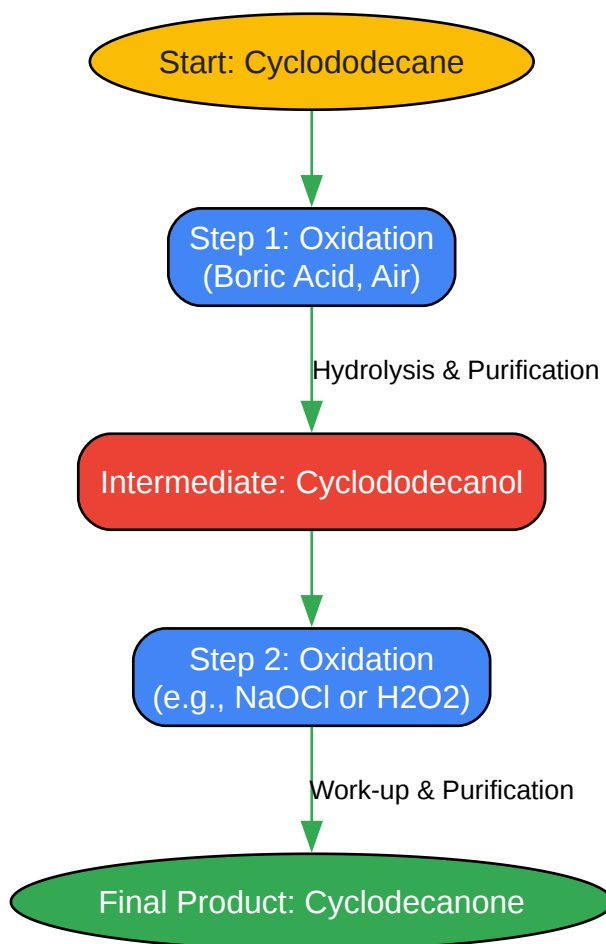 Start: Cyclododecane
Step 1: Oxidation
(Boric Acid, Air)
Hydrolysis & Purification
Intermediate: Cyclododecanol
Step 2: Oxidation
(e.g., NaOCl or H2O2)
Work-up & Purification
Final Product: Cyclodecanone